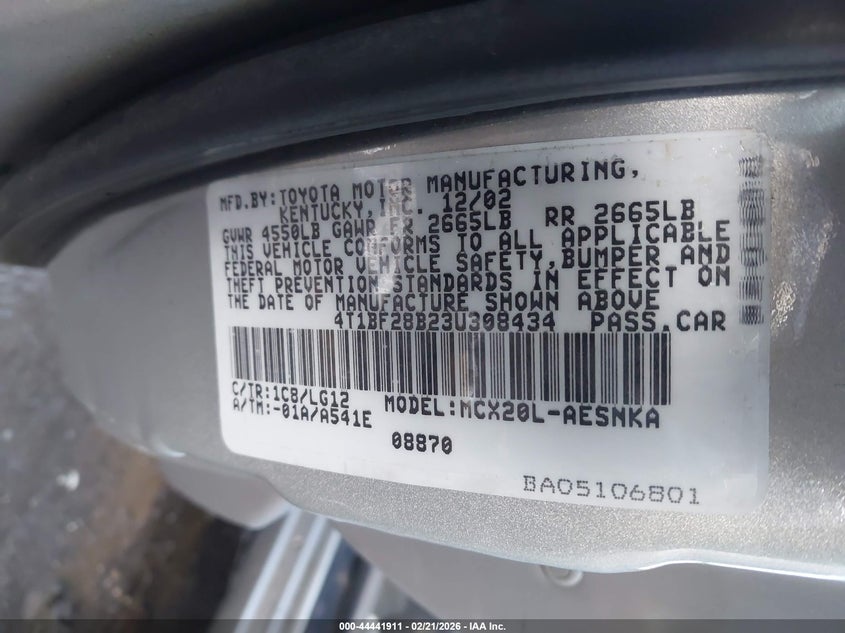 MFD.BY:TOYOTA MOTOR MANUFACTURING,
KENTUCKY,INC. 12/02
GVWR 4550LB GAWR FR 2665LB RR 2665LB
THIS VEHICLE CONFORMS TO ALL APPLICABLE
FEDERAL MOTOR VEHICLE SAFETY,BUMPER AND
THEFT PREVENTION STANDARDS IN EFFECT ON
THE DATE OF MANUFACTURE SHOWN ABOVE
4T1BF28B23U308434 PASS.CAR
C/TR:1C8/LG12
A/TM:-01A/A541E MODEL:MCX20L-AESNKA
08870
BA05106801
000-44441911 - 02/21/2026 - IAA Inc.